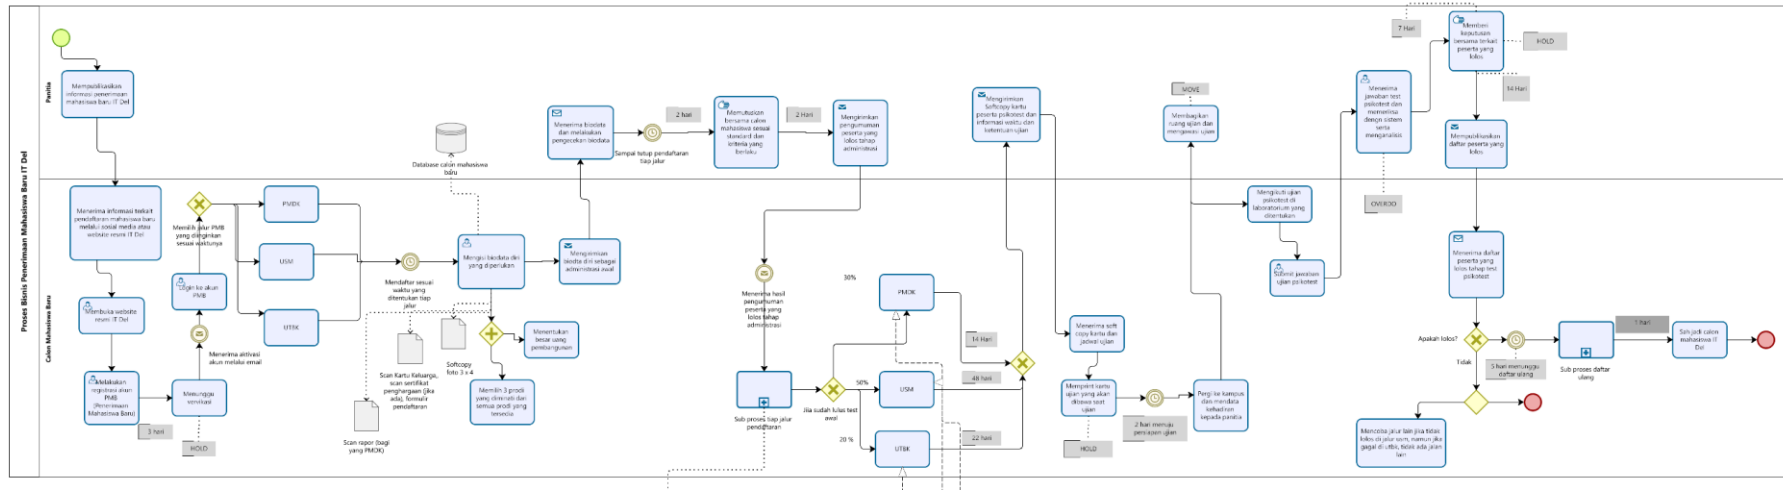 Proses Bisnis Penerimaan Mahasiswa Baru IT Del
Panitia
Mempublikasikan
informasi penerimaan
mahasiswa baru IT Del
Database calon mahasiswa
baru
Menerima biodata
dan melakukan
pengecekan biodata
Sampai tutup pendaftaran
tiap jalur
2 hari
Memutuskan
bersama calon
mahasiswa sesuai
standard dan
kriteria yang
berlaku
2 Hari
Mengirimkan
pengumuman
peserta yang
lolos tahap
administrasi
Mengirimkan
Softcopy kartu
peserta psikotest dan
informasi waktu dan
ketentuan ujian
MOVE
Membagikan
ruang ujian dan
mengawasi ujian
Menerima
jawaban test
psikotest dan
memeriksa
dengn sistem
serta
menganalisis
OVERDO
7 Hari
Memberi
keputusan
bersama terkait
peserta yang
lolos
HOLD
14 Hari
Mempublikasikan
daftar peserta yang
lolos
Calon Mahasiswa Baru
Menerima informasi terkait
pendaftaran mahasiswa baru
melalui sosial media atau
website resmi IT Del
Membuka website
resmi IT Del
Melakukan
registrasi akun
PMB
(Penerimaan
Mahasiswa Baru)
3 hari
Menunggu
verifikasi
HOLD
Menerima aktivasi
akun melalui email
Login ke akun
PMB
Memilih jalur PMB
yang diinginkan
sesuai waktunya
PMDK
USM
UTBK
Mendaftar sesuai
waktu yang
ditentukan tiap
jalur
Mengisi biodata diri
yang diperlukan
Mengirimkan
biodta diri sebagai
administrasi awal
Scan Kartu Keluarga,
scan sertifikat
penghargaan (jika
ada), formulir
pendaftaran
Softcopy
foto 3 x 4
Scan rapor (bagi
yang PMDK)
Menentukan
besar uang
pembangunan
Memilih 3 prodi
yang diminati dari
semua prodi yang
tersedia
Menerima hasil
pengumuman
peserta yang
lolos tahap
administrasi
Sub proses tiap jalur
pendaftaran
Jila sudah lulus test
awal
30%
50%
20 %
PMDK
USM
UTBK
14 Hari
48 hari
22 hari
Menerima soft
copy kartu dan
jadwal ujian
Memprint kartu
ujian yang akan
dibawa saat
ujian
HOLD
2 hari menuju
persiapan ujian
Pergi ke kampus
dan mendata
kehadiran
kepada panitia
Mengikuti ujian
psikotest di
laboratorium yang
ditentukan
Submit jawaban
ujian psikotest
Menerima daftar
peserta yang
lolos tahap test
psikotest
Apakah lolos?
Tidak
5 hari menunggu
daftar ulang
Sub proses daftar
ulang
1 hari
Sah jadi calon
mahasiswa IT
Del
Mencoba jalur lain jika tidak
lolos di jalur usm, namun jika
gagal di utbk, tidak ada jalan
lain